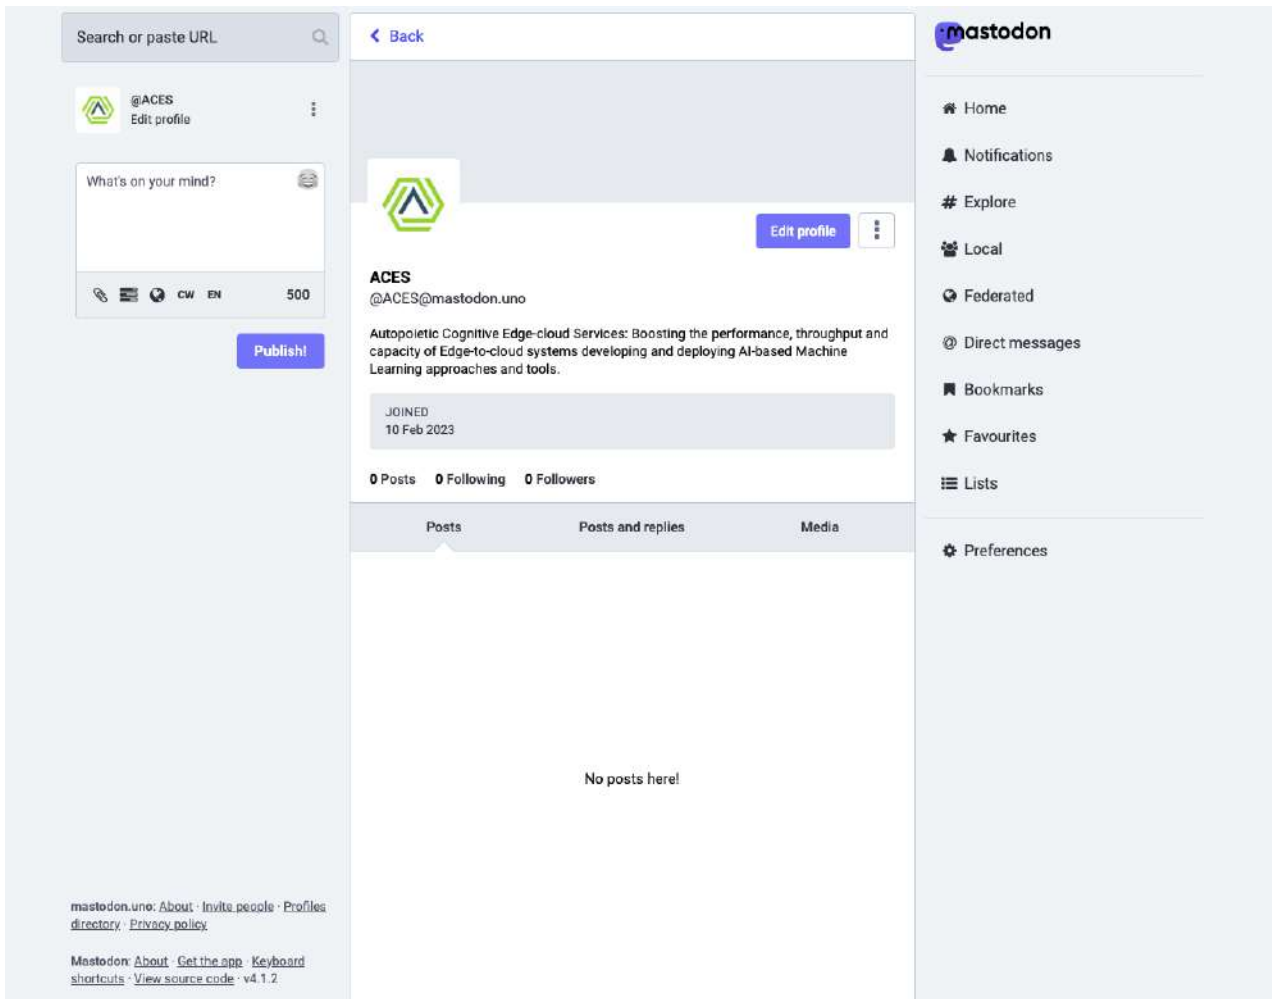 Search or paste URL
@ACES
Edit profile
What's on your mind?
CW EN 500
Publish!
mastodon.uno: About · Invite people · Profiles
directory · Privacy policy
Mastodon: About · Get the app · Keyboard
shortcuts · View source code · v4.1.2
Back
Edit profile
ACES
@ACES@mastodon.uno
Autopoietic Cognitive Edge-cloud Services: Boosting the performance, throughput and
capacity of Edge-to-cloud systems developing and deploying AI-based Machine
Learning approaches and tools.
JOINED
10 Feb 2023
0 Posts 0 Following 0 Followers
Posts Posts and replies Media
No posts here!
mastodon
Home
Notifications
# Explore
Local
Federated
@ Direct messages
Bookmarks
Favourites
Lists
Preferences